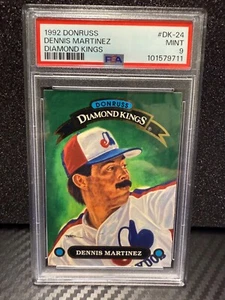 1992 DONRUSS #DK-24
DENNIS MARTINEZ MINT
DIAMOND KINGS 9
PSA 101579711
DONRUSS
DIAMOND KINGS
DENNIS MARTINEZ